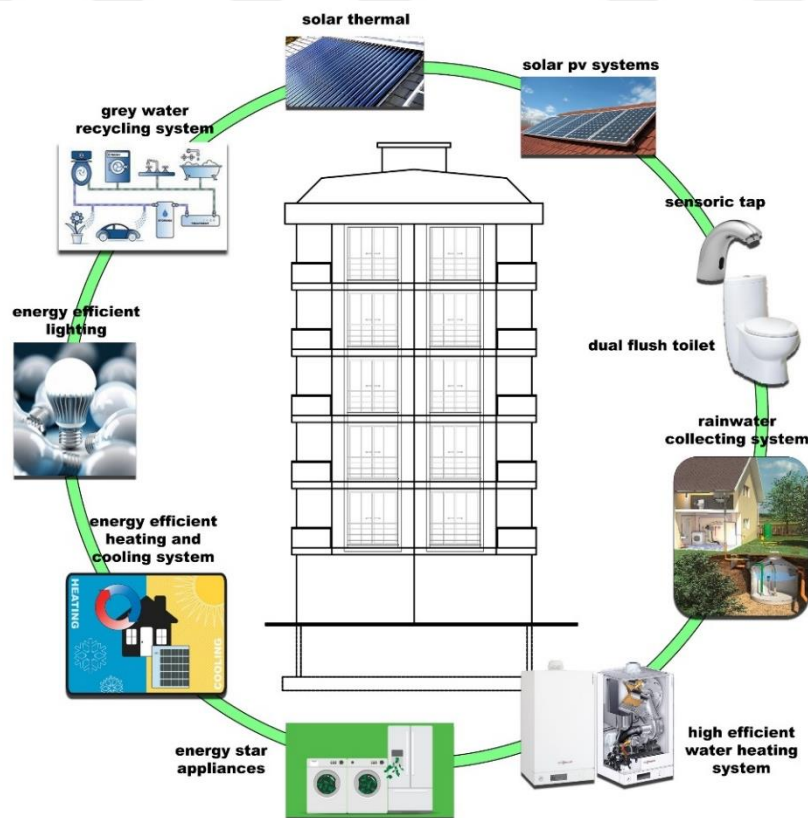 solar thermal
solar pv systems
grey water
recycling system
sensoric tap
energy efficient
lighting
dual flush toilet
rainwater
collecting system
energy efficient
heating and
cooling system
HEATING
COOLING
energy star
appliances
high efficient
water heating
system